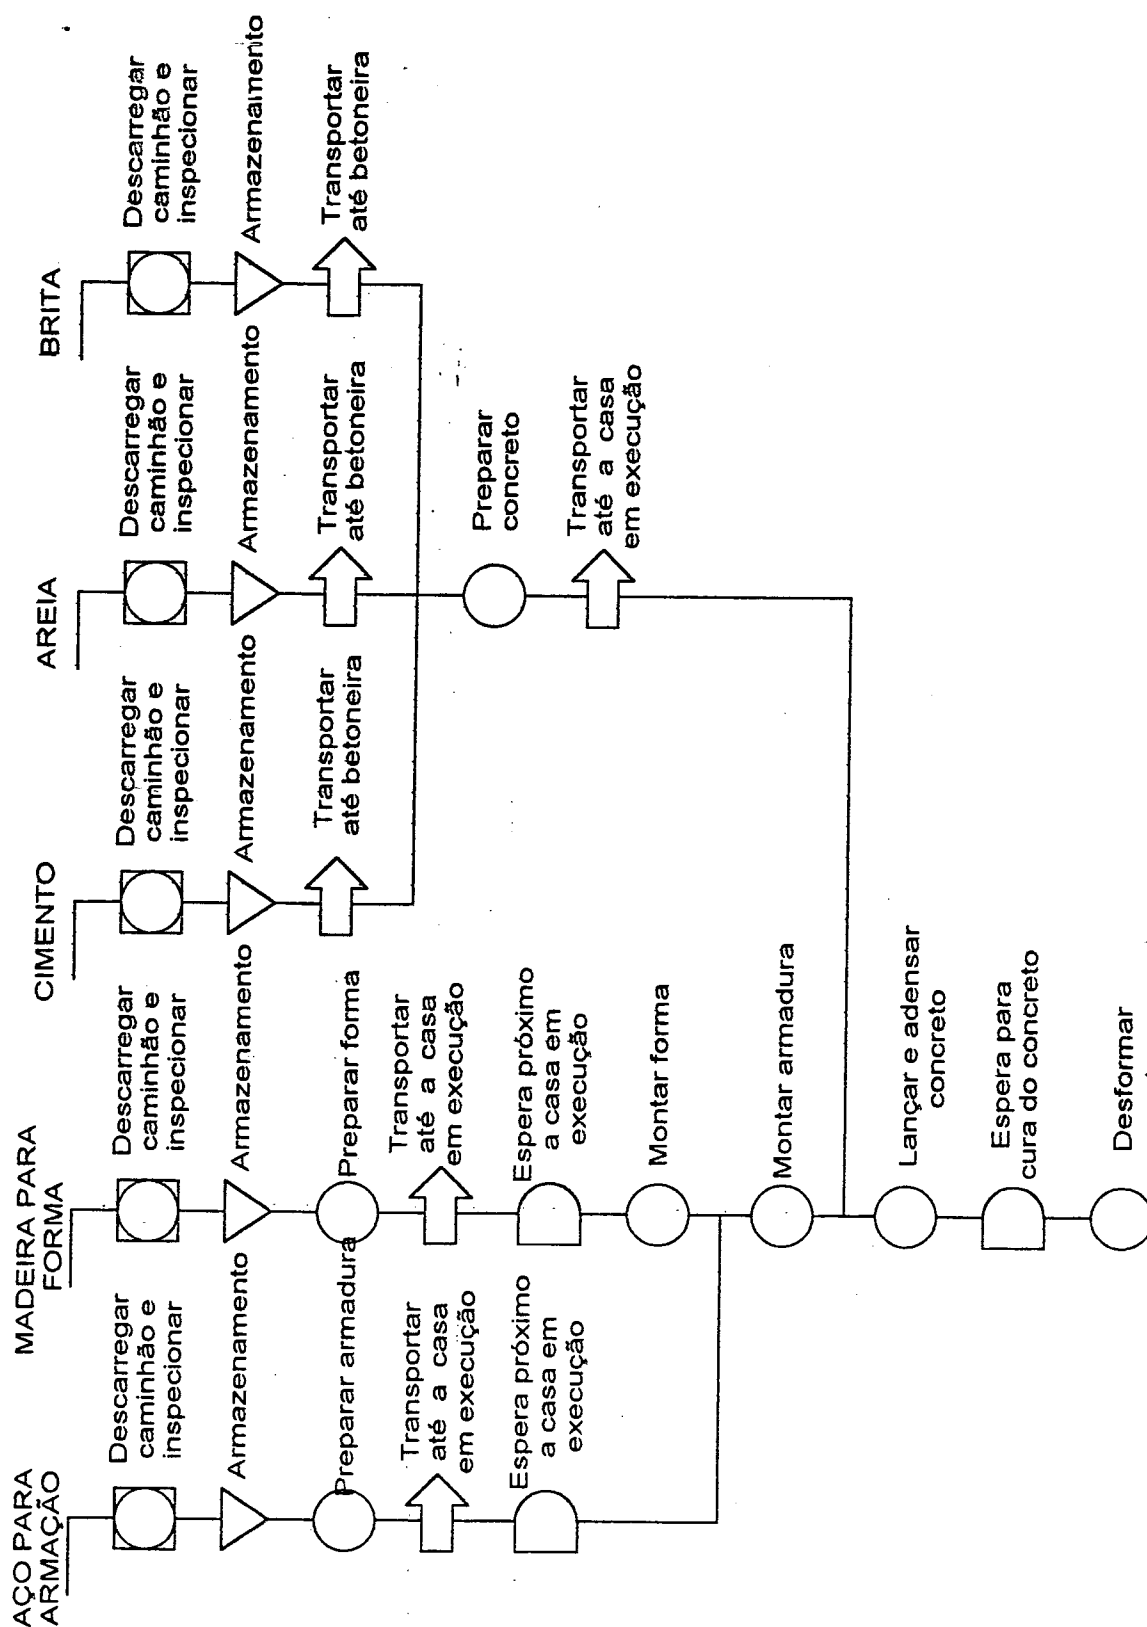 AÇO PARA
ARMAÇÃO
Descarregar
caminhão e
inspecionar
Armazenamento
Preparar armadura
Transportar
até a casa
em execução
Espera próximo
a casa em
execução
MADEIRA PARA
FORMA
Descarregar
caminhão e
inspecionar
Armazenamento
Preparar forma
Transportar
até a casa
em execução
Espera próximo
a casa em
execução
Montar forma
Montar armadura
Lançar e adensar
concreto
Espera para
cura do concreto
Desformar
CIMENTO
Descarregar
caminhão e
inspecionar
Armazenamento
Transportar
até betoneira
AREIA
Descarregar
caminhão e
inspecionar
Armazenamento
Transportar
até betoneira
Preparar
concreto
Transportar
até a casa
em execução
BRITA
Descarregar
caminhão e
inspecionar
Armazenamento
Transportar
até betoneira